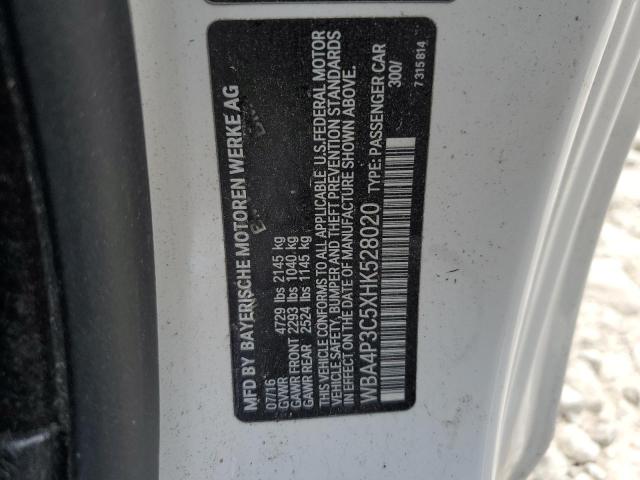 MFD BY BAYERISCHE MOTOREN WERKE AG
07/16
GVWR 4729 lbs 2145 kg
GAWR FRONT 2293 lbs 1040 kg
GAWR REAR 2524 lbs 1145 kg
THIS VEHICLE CONFORMS TO ALL APPLICABLE U.S.FEDERAL MOTOR
VEHICLE SAFETY, BUMPER AND THEFT PREVENTION STANDARDS
IN EFFECT ON THE DATE OF MANUFACTURE SHOWN ABOVE.
WBA4P3C5XHK528020 TYPE: PASSENGER CAR
300/
7 315 814